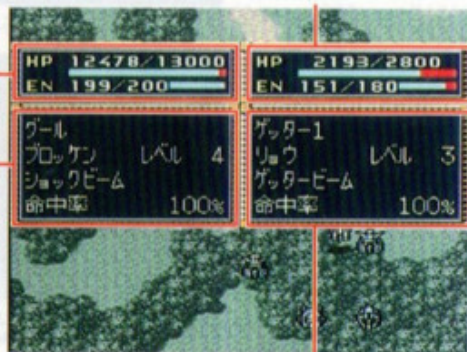 HP 12478/13000
EN 199/200
HP 2193/2800
EN 151/180
グール
ブロッケン レベル 4
ショックビーム
命中率 100%
ゲッター1
リョウ レベル 3
ゲッタービーム
命中率 100%